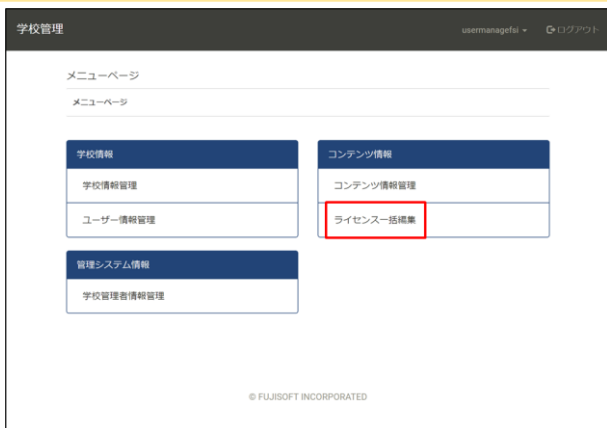 学校管理
usermanagefsi
ログアウト
メニューページ
メニューページ
学校情報
学校情報管理
ユーザー情報管理
コンテンツ情報
コンテンツ情報管理
ライセンス一括編集
管理システム情報
学校管理者情報管理
© FUJISOFT INCORPORATED